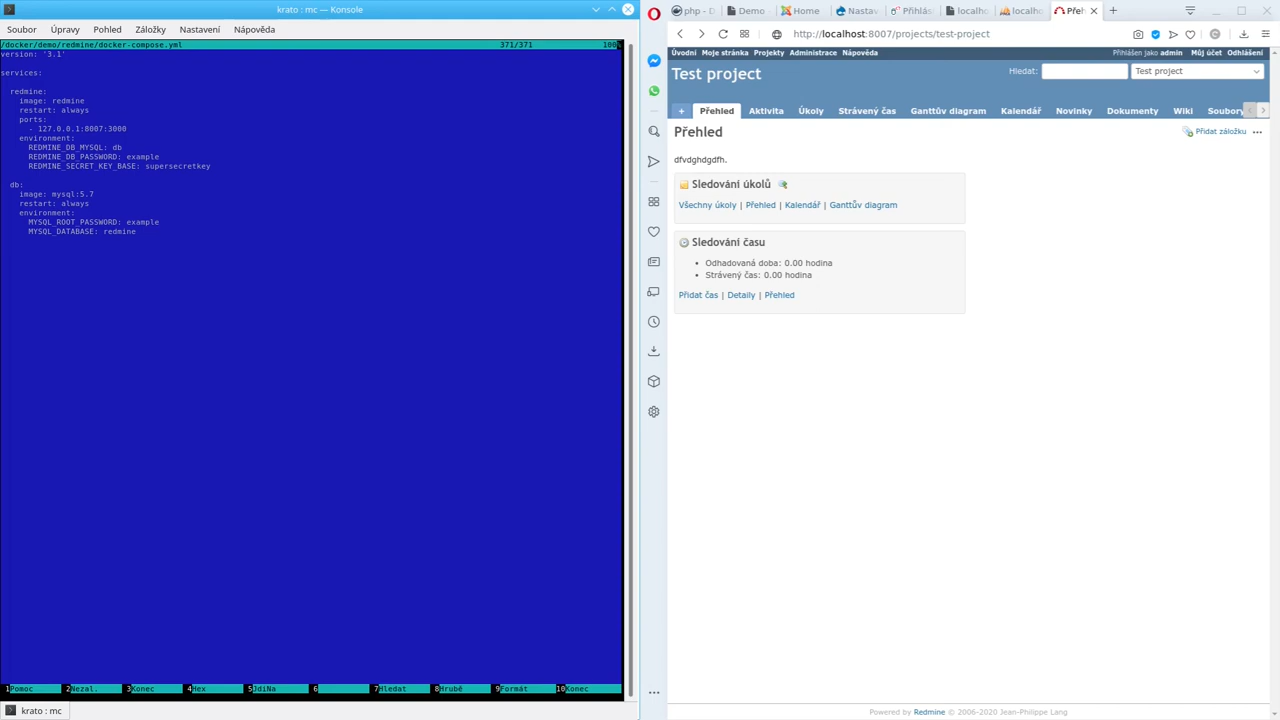 krato : mc — Konsole
Soubor Úpravy Pohled Záložky Nastavení Nápověda
/docker/demo/redmine/docker-compose.yml 371/371 100%
version: '3.1'
services:
redmine:
image: redmine
restart: always
ports:
- 127.0.0.1:8007:3000
environment:
REDMINE_DB_MYSQL: db
REDMINE_DB_PASSWORD: example
REDMINE_SECRET_KEY_BASE: supersecretkey
db:
image: mysql:5.7
restart: always
environment:
MYSQL_ROOT_PASSWORD: example
MYSQL_DATABASE: redmine
1Pomoc 2Nezal. 3Konec 4Hex 5JdiNa 6 7Hledat 8Hrubě 9Formát 10Konec
krato : mc
php - D Demo Home Nastav Přihlás localho localho Přeh
http://localhost:8007/projects/test-project
Úvodní Moje stránka Projekty Administrace Nápověda Přihlášen jako admin Můj účet Odhlášení
Test project Hledat: Test project
+ Přehled Aktivita Úkoly Strávený čas Ganttův diagram Kalendář Novinky Dokumenty Wiki Soubory
Přehled Přidat záložku
dfvdghdgdfh.
Sledování úkolů
Všechny úkoly | Přehled | Kalendář | Ganttův diagram
Sledování času
• Odhadovaná doba: 0.00 hodina
• Strávený čas: 0.00 hodina
Přidat čas | Detaily | Přehled
Powered by Redmine © 2006-2020 Jean-Philippe Lang